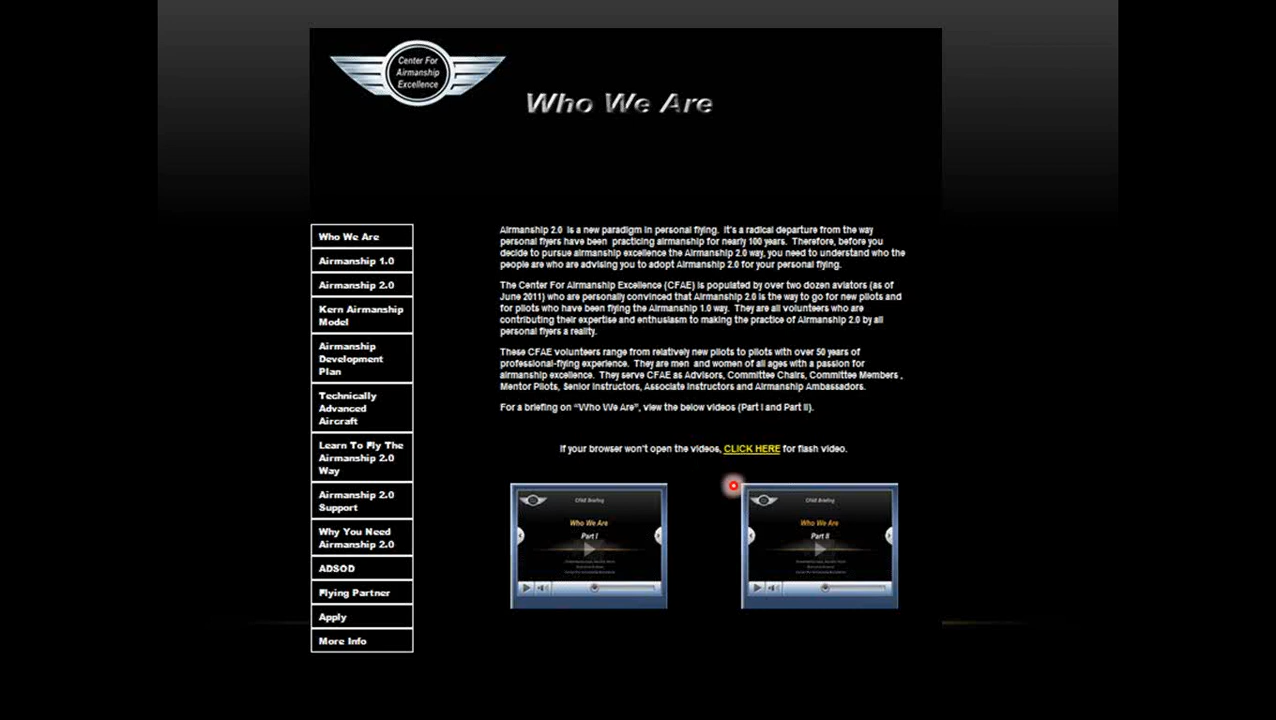 Center For
Airmanship
Excellence
Who We Are
Who We Are
Airmanship 1.0
Airmanship 2.0
Kern Airmanship
Model
Airmanship
Development
Plan
Technically
Advanced
Aircraft
Learn To Fly The
Airmanship 2.0
Way
Airmanship 2.0
Support
Why You Need
Airmanship 2.0
ADSOD
Flying Partner
Apply
More Info
Airmanship 2.0 is a new paradigm in personal flying. It's a radical departure from the way
personal flyers have been practicing airmanship for nearly 100 years. Therefore, before you
decide to pursue airmanship excellence the Airmanship 2.0 way, you need to understand who the
people are who are advising you to adopt Airmanship 2.0 for your personal flying.
The Center For Airmanship Excellence (CFAE) is populated by over two dozen aviators (as of
June 2011) who are personally convinced that Airmanship 2.0 is the way to go for new pilots and
for pilots who have been flying the Airmanship 1.0 way. They are all volunteers who are
contributing their expertise and enthusiasm to making the practice of Airmanship 2.0 by all
personal flyers a reality.
These CFAE volunteers range from relatively new pilots to pilots with over 50 years of
professional-flying experience. They are men and women of all ages with a passion for
airmanship excellence. They serve CFAE as Advisors, Committee Chairs, Committee Members ,
Mentor Pilots, Senior Instructors, Associate Instructors and Airmanship Ambassadors.
For a briefing on "Who We Are", view the below videos (Part I and Part II).
If your browser won't open the videos, CLICK HERE for flash video.
CFAE Briefing
Who We Are
Part I
CFAE Briefing
Who We Are
Part II